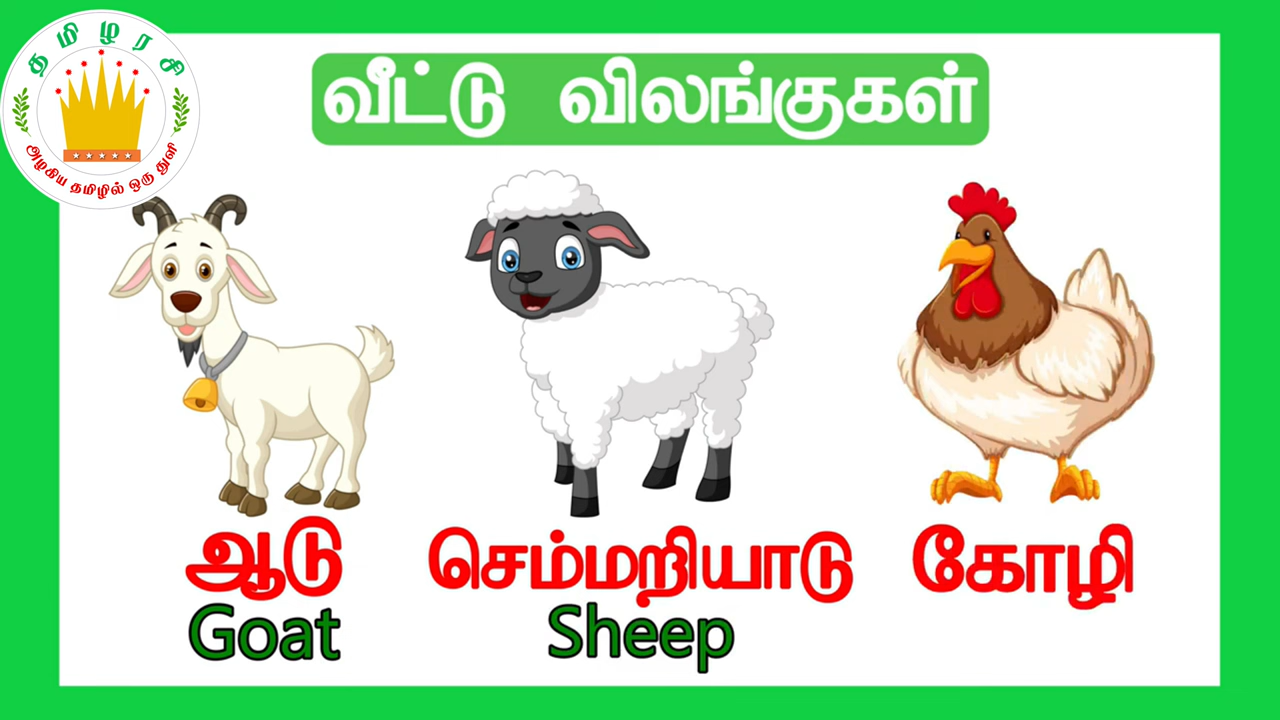 தமிழரசி
அழகிய தமிழில் ஒரு துளி
வீட்டு விலங்குகள்
ஆடு
Goat
செம்மறியாடு
Sheep
கோழி